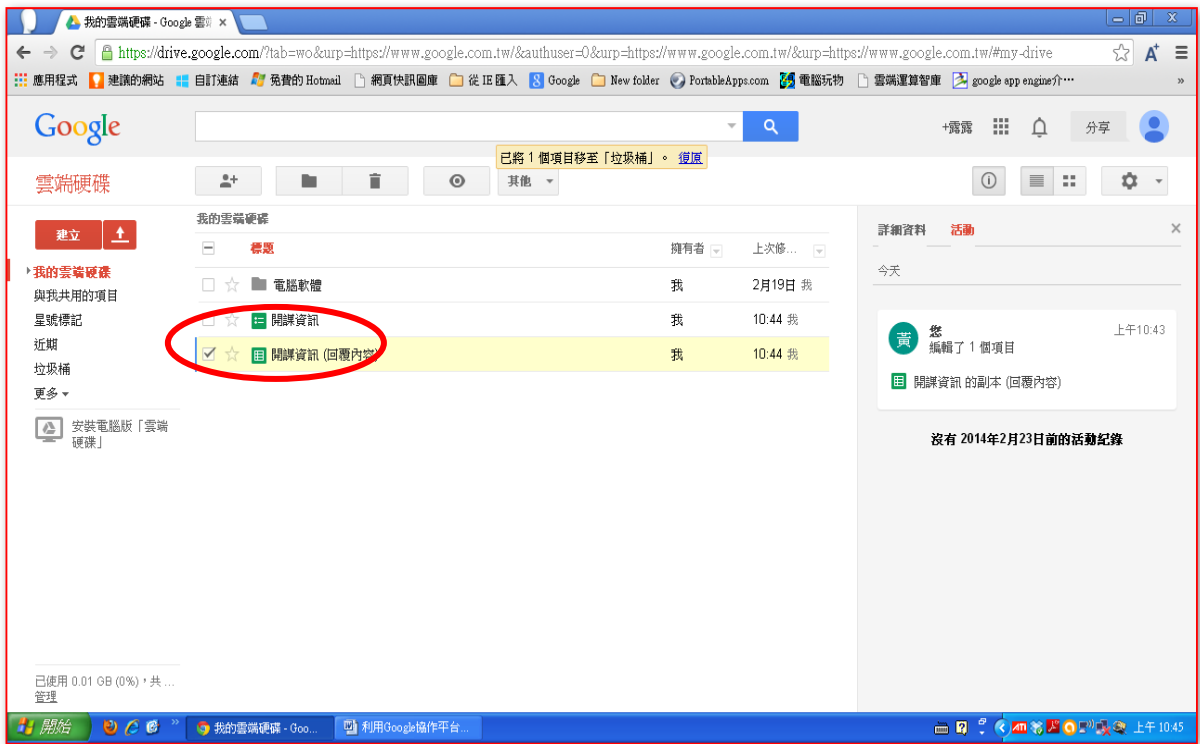 我的雲端硬碟 - Google 雲
https://drive.google.com/?tab=wo&urp=https://www.google.com.tw/&authuser=0&urp=https://www.google.com.tw/&urp=https://www.google.com.tw/#my-drive
應用程式 建議的網站 自訂連結 免費的 Hotmail 網頁快訊圖庫 從 IE 匯入 Google New folder PortableApps.com 電腦玩物 雲端運算智庫 google app engine介⋯ »
Google
+露露 分享
已將 1 個項目移至「垃圾桶」。 復原
雲端硬碟
其他
建立
我的雲端硬碟
與我共用的項目
星號標記
近期
垃圾桶
更多
安裝電腦版「雲端
硬碟」
已使用 0.01 GB (0%)，共 ...
管理
我的雲端硬碟
標題 擁有者 上次修...
電腦軟體 我 2月19日 我
開課資訊 我 10:44 我
開課資訊 (回覆內容) 我 10:44 我
詳細資料 活動
今天
黃 您 上午10:43
編輯了 1 個項目
開課資訊 的副本 (回覆內容)
沒有 2014年2月23日前的活動紀錄
開始 » 我的雲端硬碟 - Goo... 利用Google協作平台... ATI 上午 10:45